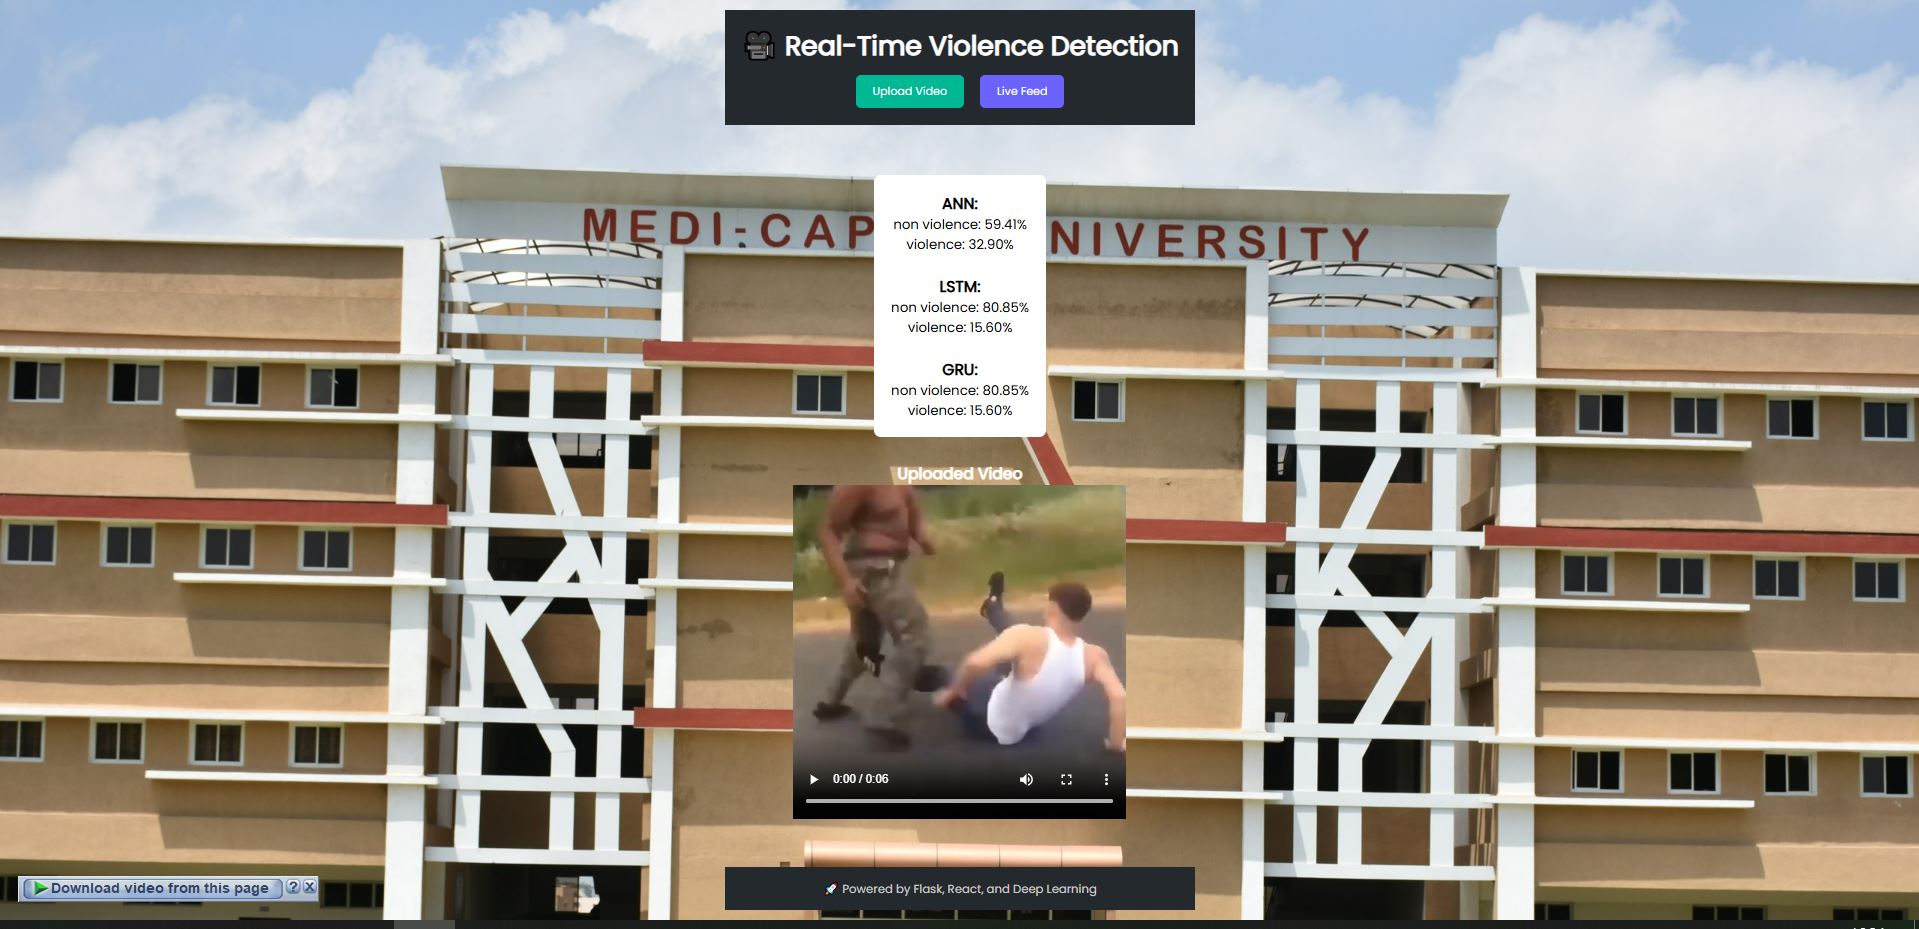 Real-Time Violence Detection
Upload Video
Live Feed
MEDI-CAP
NIVERSITY
ANN:
non violence: 59.41%
violence: 32.90%
LSTM:
non violence: 80.85%
violence: 15.60%
GRU:
non violence: 80.85%
violence: 15.60%
Uploaded Video
0:00 / 0:06
Download video from this page
?
Powered by Flask, React, and Deep Learning